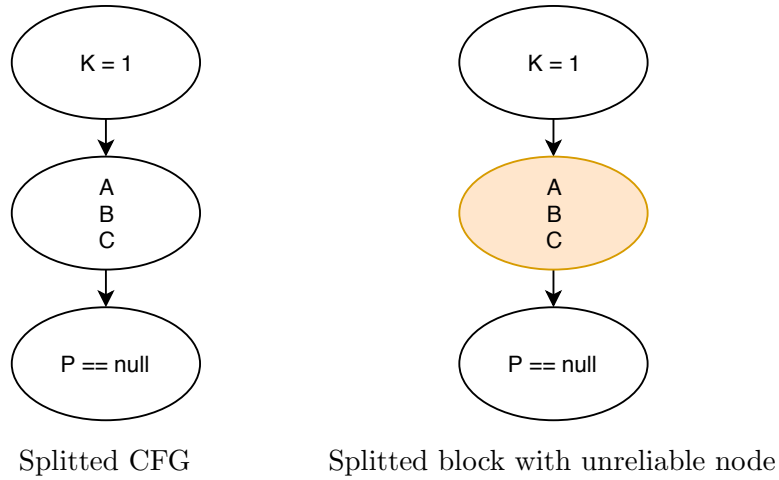 K = 1
A
B
C
P == null
Splitted CFG
K = 1
A
B
C
P == null
Splitted block with unreliable node